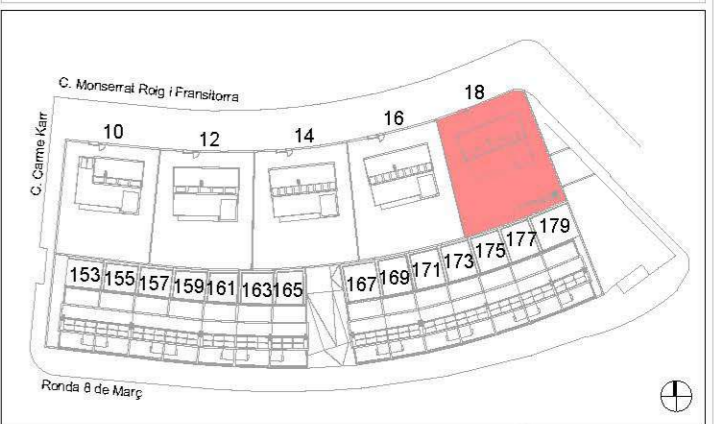 C. Monserrat Roig i Fransitorra
C. Carme Karr
10 12 14 16 18
153 155 157 159 161 163 165 167 169 171 173 175 177 179
Ronda 8 de Març